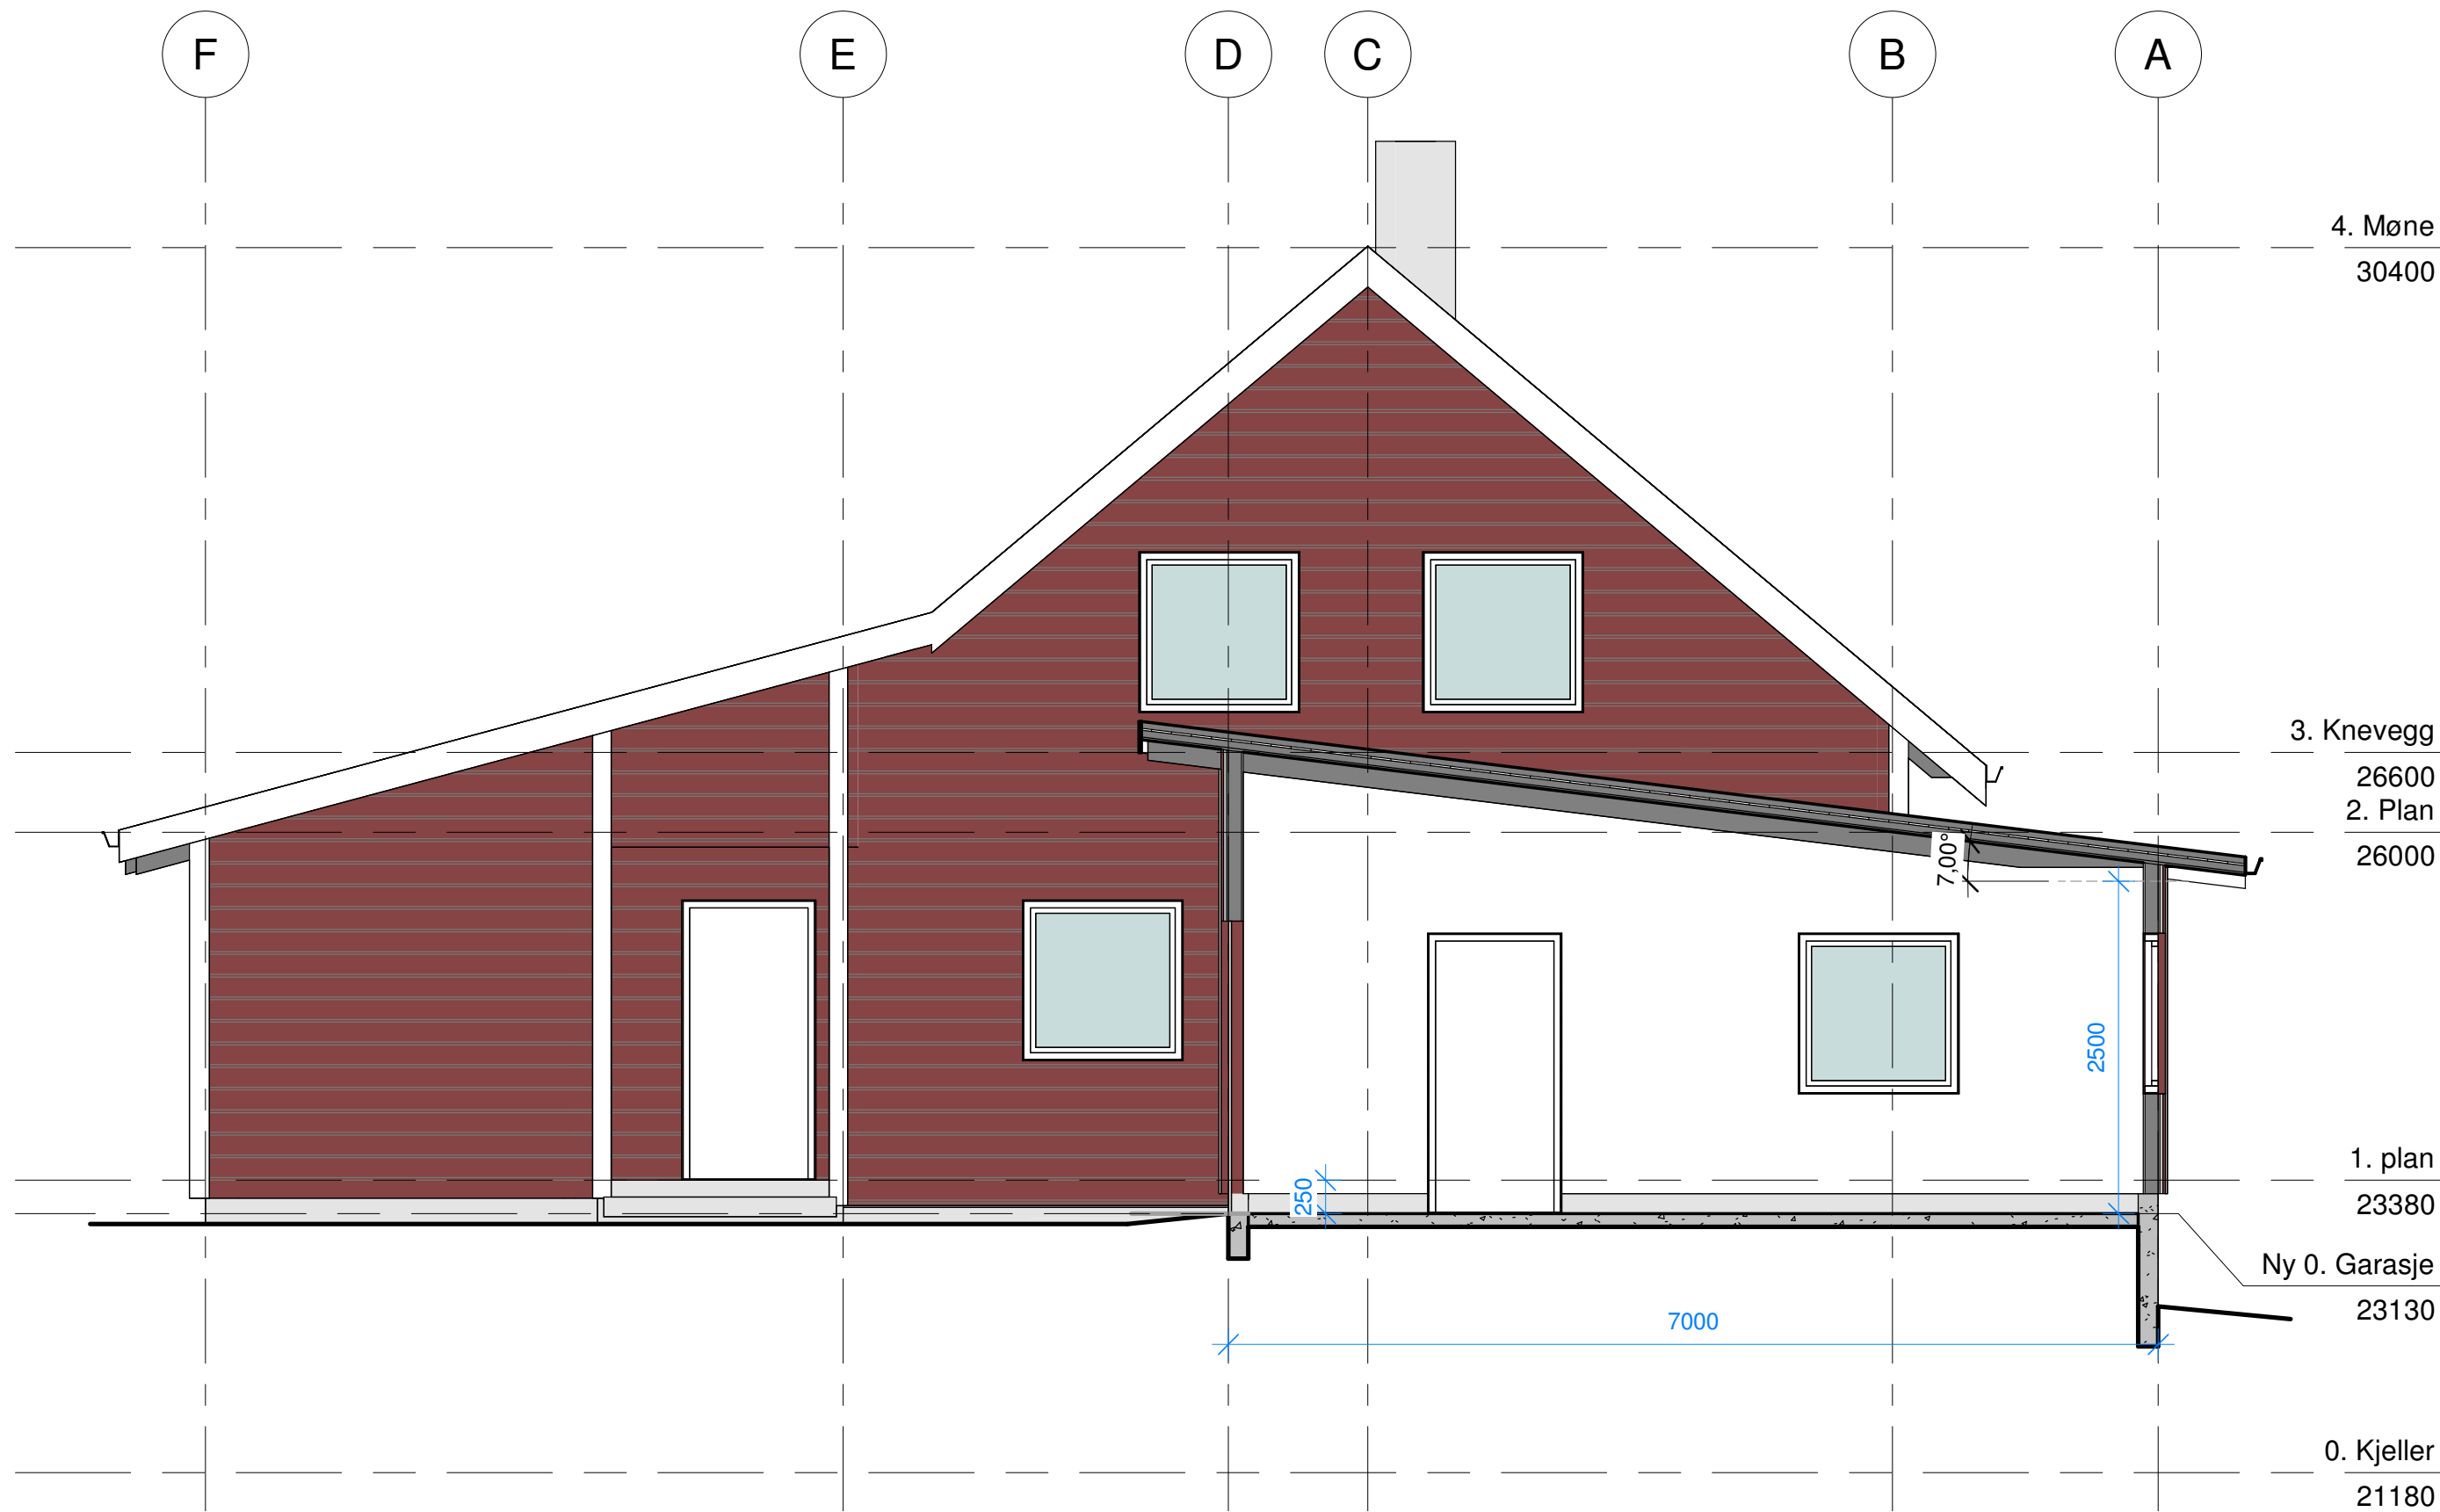 F E D C B A
4. Møne
30400
3. Knevegg
26600
2. Plan
26000
7,00°
2500
1. plan
23380
250
Ny 0. Garasje
23130
7000
0. Kjeller
21180